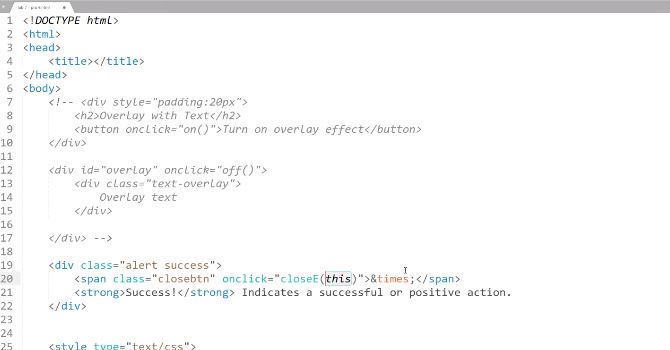 1 <!DOCTYPE html>
2 <html>
3 <head>
4 <title></title>
5 </head>
6 <body>
7 <!-- <div style="padding:20px">
8 <h2>Overlay with Text</h2>
9 <button onclick="on()">Turn on overlay effect</button>
10 </div>
11
12 <div id="overlay" onclick="off()">
13 <div class="text-overlay">
14 Overlay text
15 </div>
16
17 </div> -->
18
19 <div class="alert success">
20 <span class="closebtn" onclick="closeE(this)">&times;</span>
21 <strong>Success!</strong> Indicates a successful or positive action.
22 </div>
23
24
25 <style type="text/css">